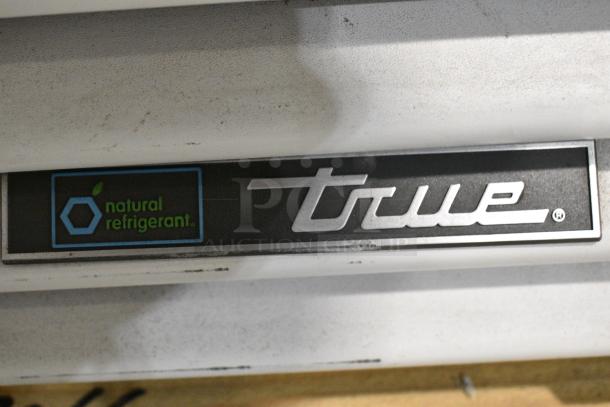 natural
refrigerant
true®
PCI
AUCTION GROUP